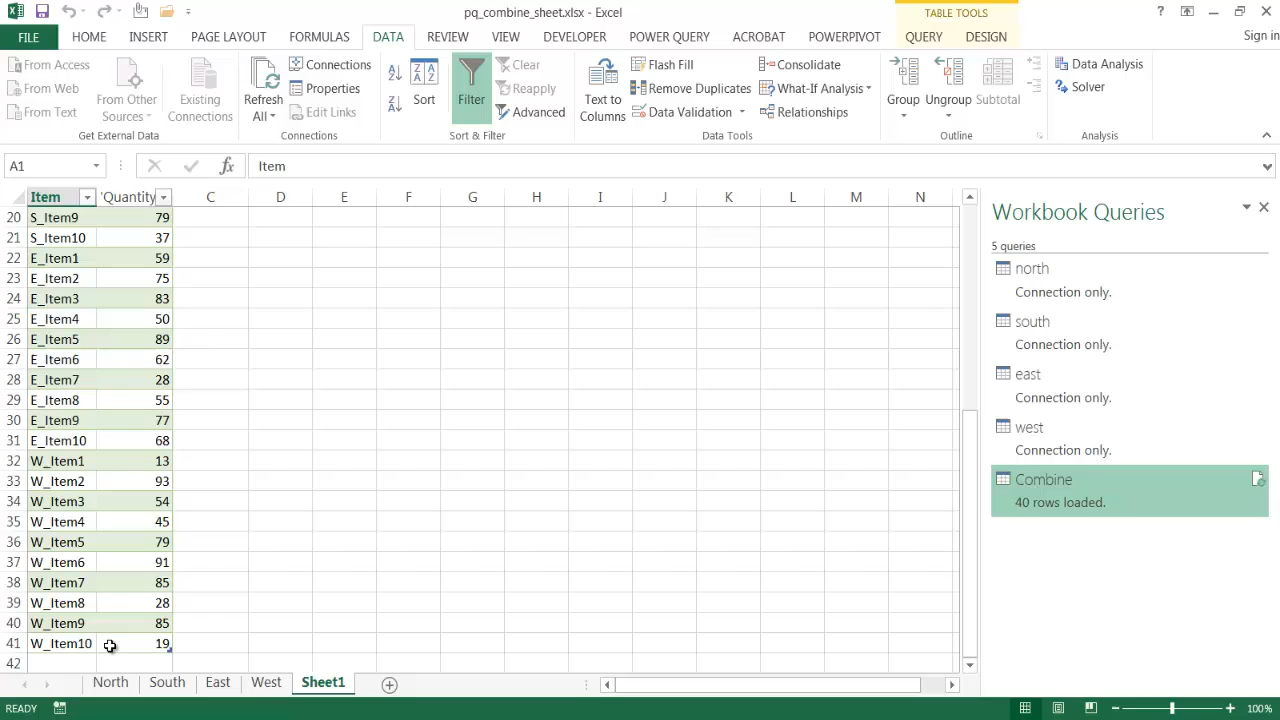 pq_combine_sheet.xlsx - Excel
TABLE TOOLS
?
FILE HOME INSERT PAGE LAYOUT FORMULAS DATA REVIEW VIEW DEVELOPER POWER QUERY ACROBAT POWERPIVOT QUERY DESIGN Sign in
From Access
From Web
From Text
From Other
Sources
Existing
Connections
Get External Data
Refresh
All
Connections
Properties
Edit Links
Connections
Sort
Filter
Clear
Reapply
Advanced
Sort & Filter
Text to
Columns
Flash Fill
Remove Duplicates
Data Validation
Consolidate
What-If Analysis
Relationships
Data Tools
Group
Ungroup
Subtotal
Outline
Data Analysis
Solver
Analysis
A1 fx Item
Item 'Quantity C D E F G H I J K L M N
20 S_Item9 79
21 S_Item10 37
22 E_Item1 59
23 E_Item2 75
24 E_Item3 83
25 E_Item4 50
26 E_Item5 89
27 E_Item6 62
28 E_Item7 28
29 E_Item8 55
30 E_Item9 77
31 E_Item10 68
32 W_Item1 13
33 W_Item2 93
34 W_Item3 54
35 W_Item4 45
36 W_Item5 79
37 W_Item6 91
38 W_Item7 85
39 W_Item8 28
40 W_Item9 85
41 W_Item10 19
42
Workbook Queries
5 queries
north
Connection only.
south
Connection only.
east
Connection only.
west
Connection only.
Combine
40 rows loaded.
North South East West Sheet1
READY
100%